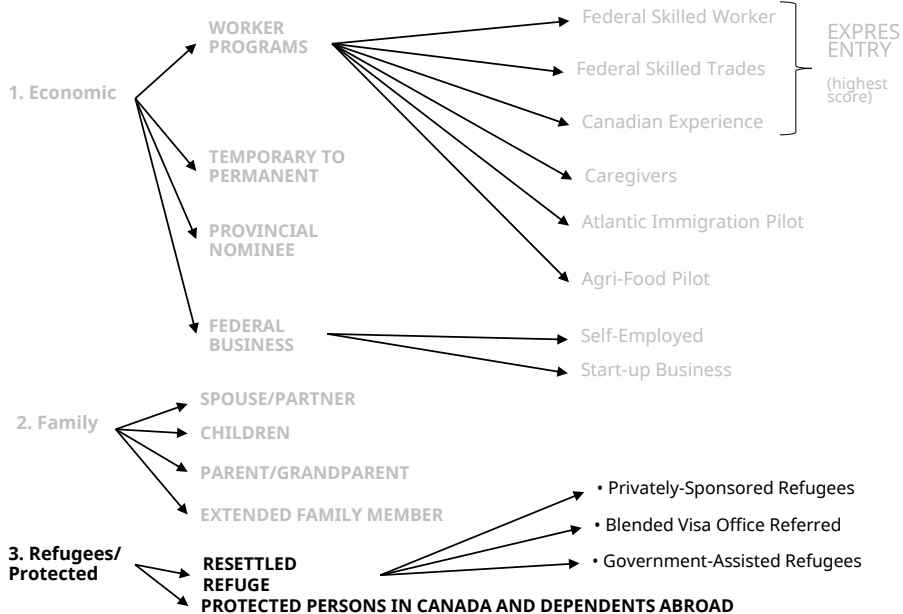 1. Economic
WORKER
PROGRAMS
TEMPORARY TO
PERMANENT
PROVINCIAL
NOMINEE
FEDERAL
BUSINESS
Federal Skilled Worker
Federal Skilled Trades
Canadian Experience
Caregivers
Atlantic Immigration Pilot
Agri-Food Pilot
EXPRES
ENTRY
(highest
score)
Self-Employed
Start-up Business
2. Family
SPOUSE/PARTNER
CHILDREN
PARENT/GRANDPARENT
EXTENDED FAMILY MEMBER
3. Refugees/
Protected
RESETTLED
REFUGE
PROTECTED PERSONS IN CANADA AND DEPENDENTS ABROAD
• Privately-Sponsored Refugees
• Blended Visa Office Referred
• Government-Assisted Refugees